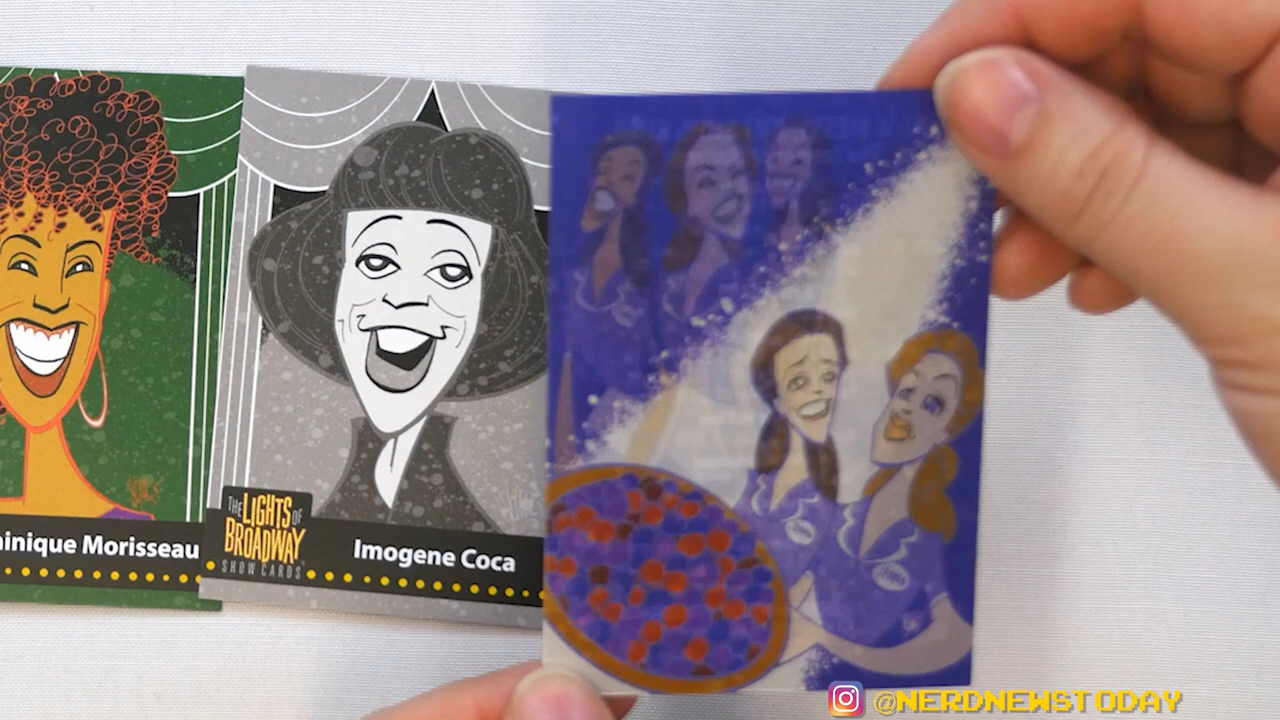 inique Morisseau
THE LIGHTS OF
BROADWAY
SHOW CARDS
Imogene Coca
@NERDNEWSTODAY